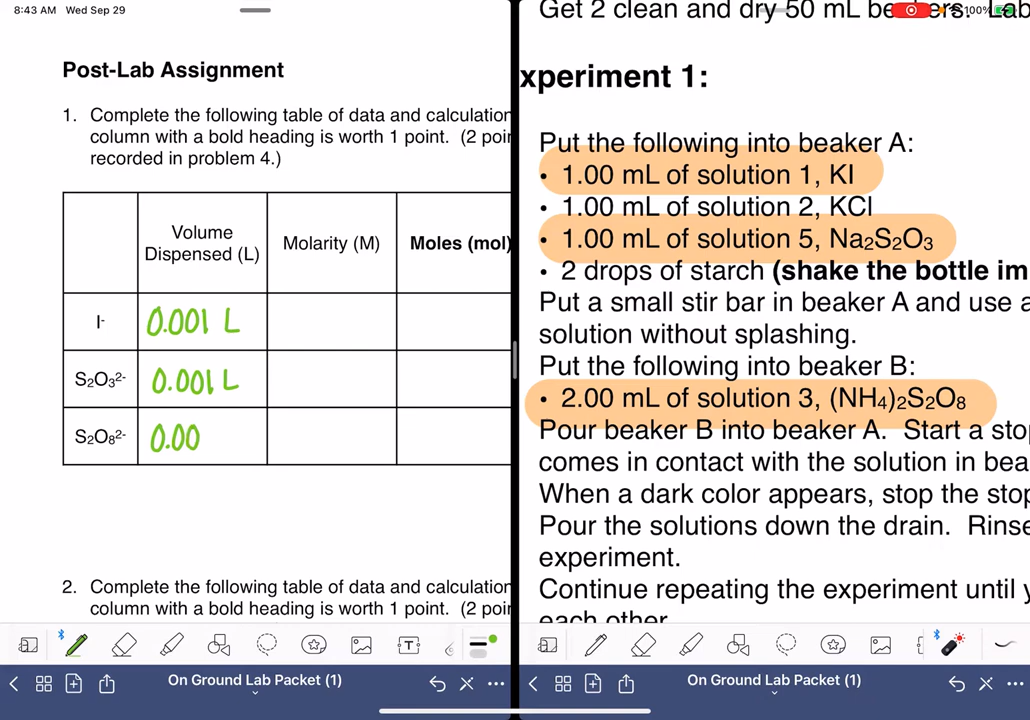 8:43 AM Wed Sep 29
Post-Lab Assignment
1. Complete the following table of data and calculation
column with a bold heading is worth 1 point. (2 poin
recorded in problem 4.)
Volume
Dispensed (L)
Molarity (M)
Moles (mol)
I-
0.001 L
S2O3 2-
0.001 L
S2O8 2-
0.00
2. Complete the following table of data and calculation
column with a bold heading is worth 1 point. (2 poin
T
On Ground Lab Packet (1)
Get 2 clean and dry 50 mL
100%
xperiment 1:
Put the following into beaker A:
• 1.00 mL of solution 1, KI
• 1.00 mL of solution 2, KCl
• 1.00 mL of solution 5, Na2S2O3
• 2 drops of starch (shake the bottle im
Put a small stir bar in beaker A and use a
solution without splashing.
Put the following into beaker B:
• 2.00 mL of solution 3, (NH4)2S2O8
Pour beaker B into beaker A. Start a sto
comes in contact with the solution in bea
When a dark color appears, stop the stop
Pour the solutions down the drain. Rinse
experiment.
Continue repeating the experiment until y
each other
On Ground Lab Packet (1)